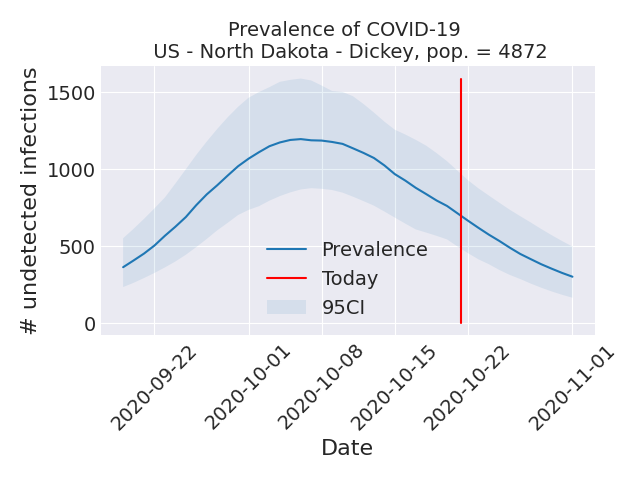 Prevalence of COVID-19
US - North Dakota - Dickey, pop. = 4872
# undetected infections
1500
1000
500
0
Prevalence
Today
95CI
2020-09-22
2020-10-01
2020-10-08
2020-10-15
2020-10-22
2020-11-01
Date